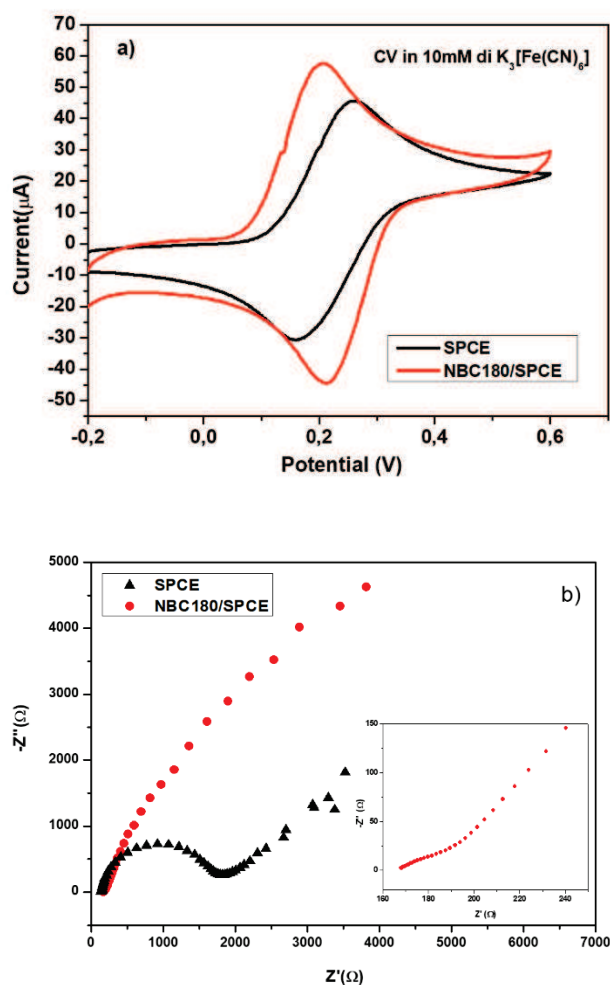 a)
CV in 10mM di K₃[Fe(CN)₆]
70
60
50
40
30
20
10
0
-10
-20
-30
-40
-50
Current(μA)
SPCE
NBC180/SPCE
-0,2 0,0 0,2 0,4 0,6
Potential (V)
b)
SPCE
NBC180/SPCE
5000
4000
3000
2000
1000
0
-Z''(Ω)
150
100
50
0
-Z'' (Ω)
160 180 200 220 240
Z' (Ω)
0 1000 2000 3000 4000 5000 6000 7000
Z'(Ω)